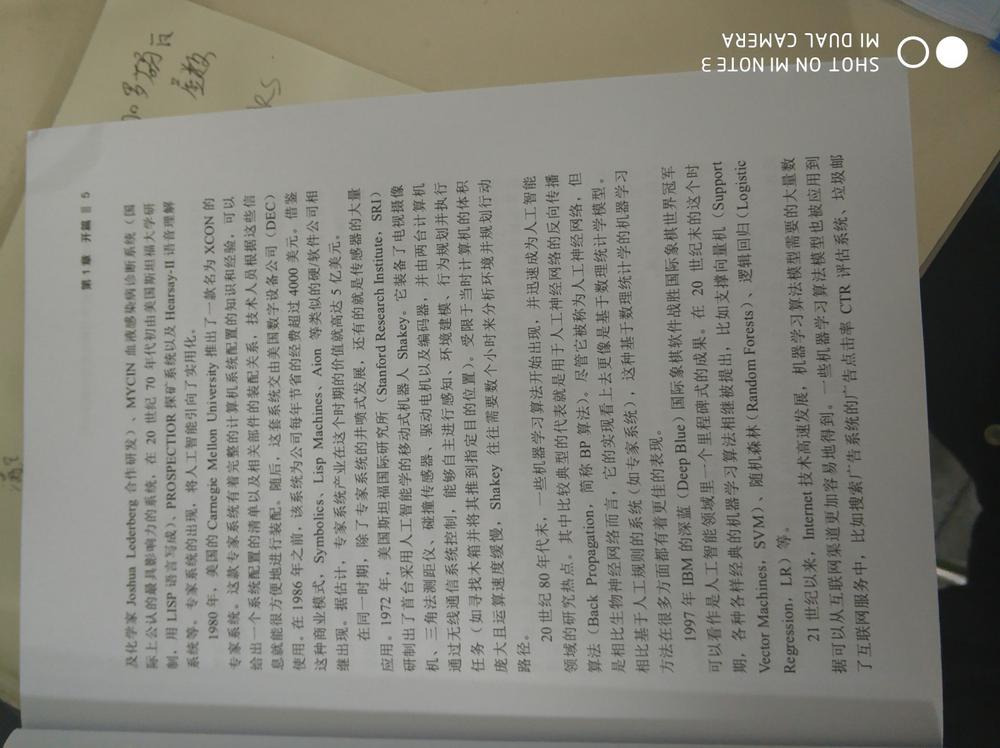 第1章 开篇 5
及化学家 Joshua Lederberg 合作研发)、MYCIN 血液感染病诊断系统(国
际上公认的最具影响力的系统,在 20 世纪 70 年代初由美国斯坦福大学研
制,用 LISP 语言写成)、PROSPECTIOR 探矿系统以及 Hearsay-II 语音理解
系统等。专家系统的出现,将人工智能引向了实用化。
1980 年,美国的 Carnegie Mellon University 推出了一款名为 XCON 的
专家系统。这款专家系统有着完整的计算机系统配置的知识和经验,可以
给出一个系统配置的清单以及相关部件的装配关系,技术人员根据这些信
息就能很方便地进行装配。随后,这套系统交由美国数字设备公司(DEC)
使用。在 1986 年之前,该系统为公司每年节省的经费超过 4000 美元。借鉴
这种商业模式,Symbolics、Lisp Machines、Aion 等类似的硬软件公司相
继出现。据估计,专家系统产业在这个时期的价值就高达 5 亿美元。
在同一时期,除了专家系统的井喷式发展,还有的就是传感器的大量
应用。1972 年,美国斯坦福国际研究所(Stanford Research Institute, SRI)
研制出了首台采用人工智能学的移动式机器人 Shakey。它装备了电视摄像
机、三角法测距仪、碰撞传感器、驱动电机以及编码器,并由两台计算机
通过无线通信系统控制,能够自主进行感知、环境建模、行为规划并执行
任务(如寻找木箱并将其推到指定目的位置)。受限于当时计算机的体积
庞大且运算速度缓慢,Shakey 往往需要数个小时来分析环境并规划行动
路径。
20 世纪 80 年代末,一些机器学习算法开始出现,并迅速成为人工智能
领域的研究热点。其中比较典型的代表就是用于人工神经网络的反向传播
算法(Back Propagation,简称 BP 算法)。尽管它被称为人工神经网络,但
是相比生物神经网络而言,它的实现看上去更像是基于数理统计学模型。
相比基于人工规则的系统(如专家系统),这种基于数理统计学的机器学习
方法在很多方面都有着更佳的表现。
1997 年 IBM 的深蓝(Deep Blue)国际象棋软件战胜国际象棋世界冠军
可以看作是人工智能领域里一个里程碑式的成果。在 20 世纪末的这个时
期,各种各样经典的机器学习算法相继被提出,比如支撑向量机(Support
Vector Machines,SVM)、随机森林(Random Forests)、逻辑回归(Logistic
Regression,LR)等。
21 世纪以来,Internet 技术高速发展,机器学习算法模型需要的大量数
据可以从互联网渠道更加容易地得到。一些机器学习算法模型也被应用到
了互联网服务中,比如搜索广告系统的广告点击率 CTR 评估系统、垃圾邮
SHOT ON MI NOTE 3
MI DUAL CAMERA